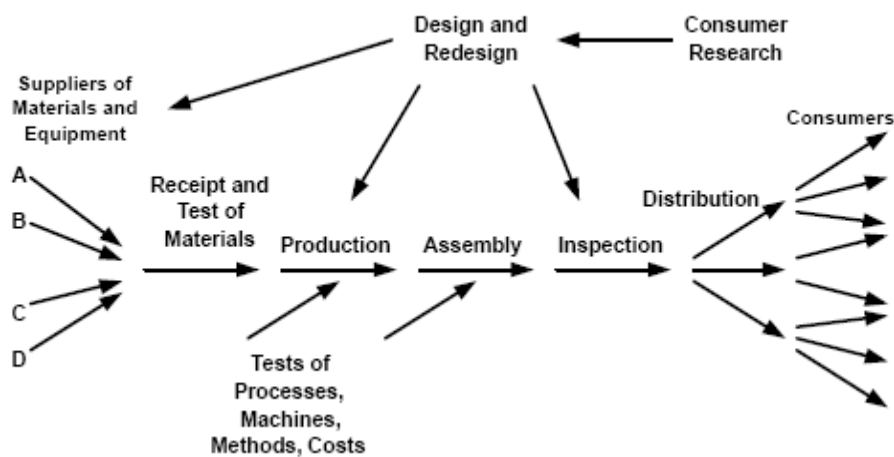 Design and
Redesign
Consumer
Research
Suppliers of
Materials and
Equipment
Consumers
A
B
C
D
Receipt and
Test of
Materials
Production
Assembly
Inspection
Distribution
Tests of
Processes,
Machines,
Methods, Costs